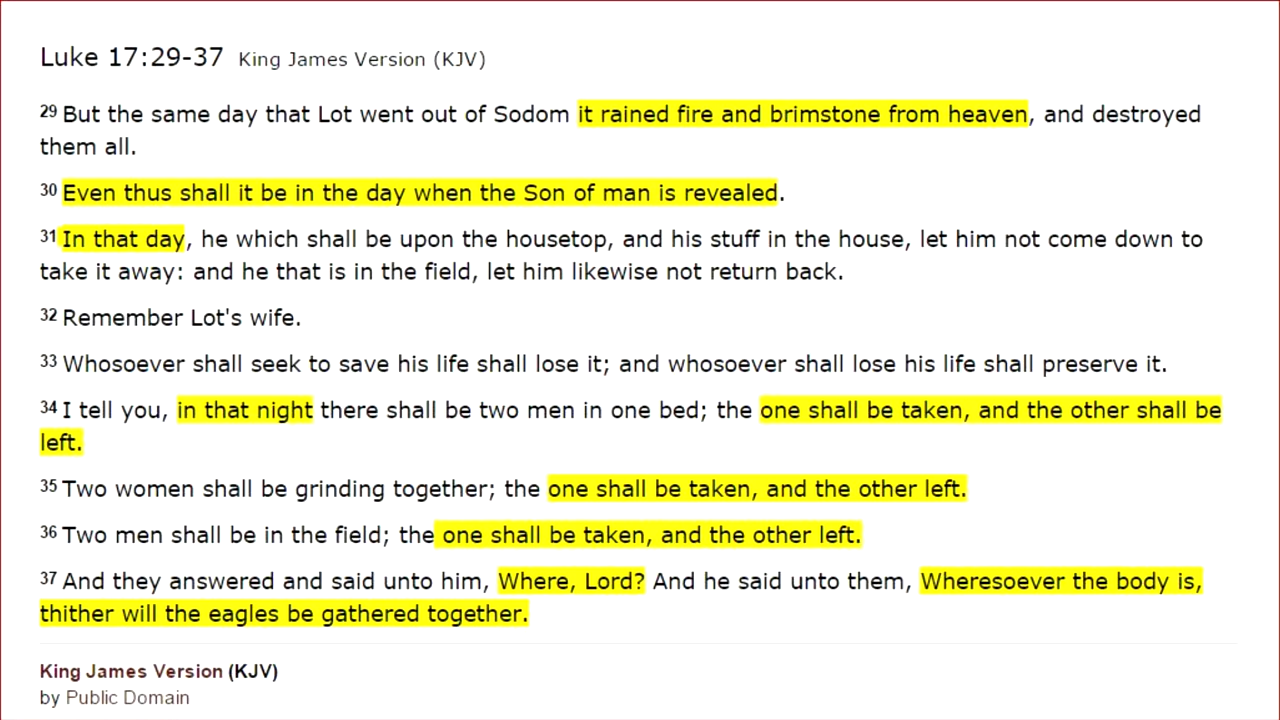 Luke 17:29-37 King James Version (KJV)
29 But the same day that Lot went out of Sodom it rained fire and brimstone from heaven, and destroyed
them all.
30 Even thus shall it be in the day when the Son of man is revealed.
31 In that day, he which shall be upon the housetop, and his stuff in the house, let him not come down to
take it away: and he that is in the field, let him likewise not return back.
32 Remember Lot's wife.
33 Whosoever shall seek to save his life shall lose it; and whosoever shall lose his life shall preserve it.
34 I tell you, in that night there shall be two men in one bed; the one shall be taken, and the other shall be
left.
35 Two women shall be grinding together; the one shall be taken, and the other left.
36 Two men shall be in the field; the one shall be taken, and the other left.
37 And they answered and said unto him, Where, Lord? And he said unto them, Wheresoever the body is,
thither will the eagles be gathered together.
King James Version (KJV)
by Public Domain